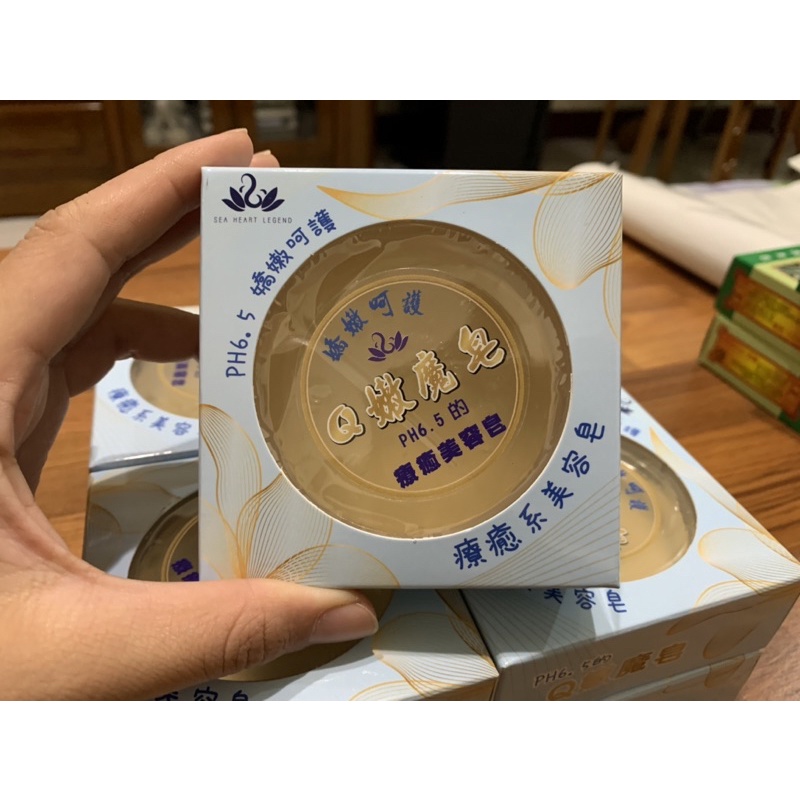 SEA HEART LEGEND
PH6.5 嬌嫩呵護
嬌嫩呵護
Q嫩魔皂
PH6.5的
療癒美容皂
療癒系美容皂
PH6.5的
Q嫩魔皂